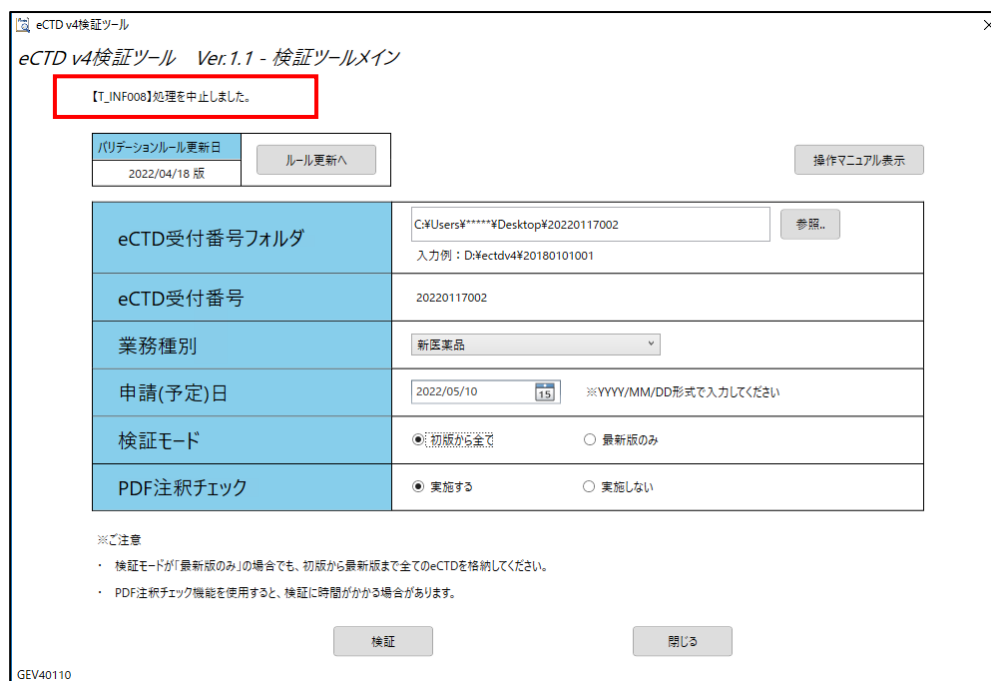 eCTD v4検証ツール
eCTD v4検証ツール Ver.1.1 - 検証ツールメイン
【T_INF008】処理を中止しました。
バリデーションルール更新日
2022/04/18 版
ルール更新へ
操作マニュアル表示
eCTD受付番号フォルダ
C:¥Users¥*****¥Desktop¥20220117002
参照..
入力例：D:¥ectdv4¥20180101001
eCTD受付番号
20220117002
業務種別
新医薬品
申請(予定)日
2022/05/10
15
※YYYY/MM/DD形式で入力してください
検証モード
初版から全て
最新版のみ
PDF注釈チェック
実施する
実施しない
※ご注意
・ 検証モードが「最新版のみ」の場合でも、初版から最新版まで全てのeCTDを格納してください。
・ PDF注釈チェック機能を使用すると、検証に時間がかかる場合があります。
検証
閉じる
GEV40110